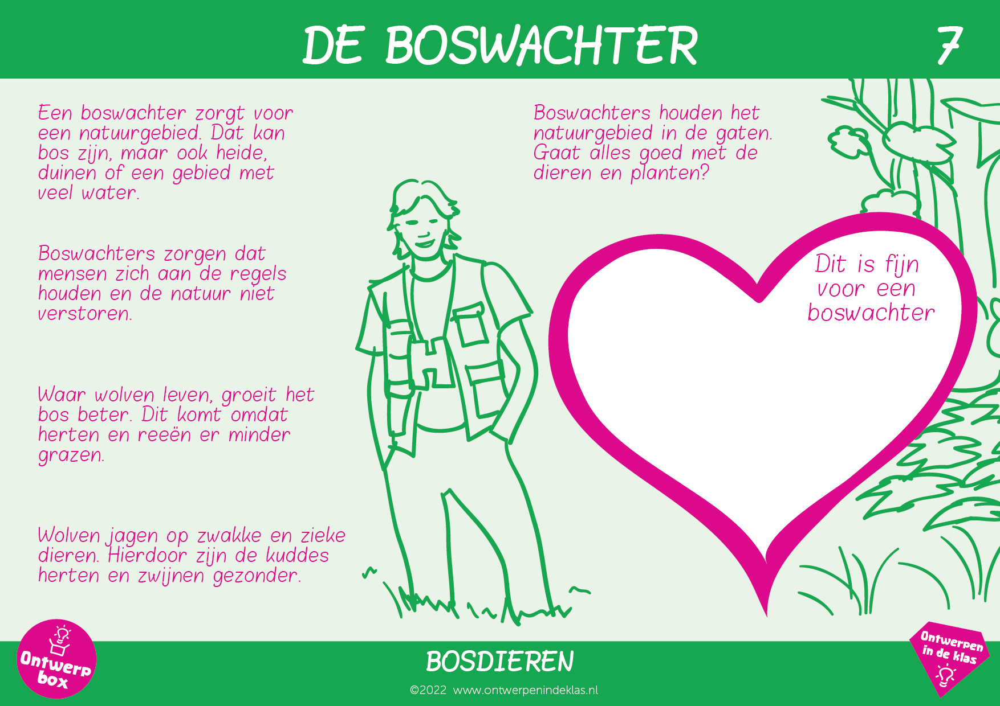 DE BOSWACHTER
7
Een boswachter zorgt voor
een natuurgebied. Dat kan
bos zijn, maar ook heide,
duinen of een gebied met
veel water.
Boswachters zorgen dat
mensen zich aan de regels
houden en de natuur niet
verstoren.
Waar wolven leven, groeit het
bos beter. Dit komt omdat
herten en reeën er minder
grazen.
Wolven jagen op zwakke en zieke
dieren. Hierdoor zijn de kuddes
herten en zwijnen gezonder.
Boswachters houden het
natuurgebied in de gaten.
Gaat alles goed met de
dieren en planten?
Dit is fijn
voor een
boswachter
Ontwerp
box
BOSDIEREN
©2022 www.ontwerpenindeklas.nl
Ontwerpen
in de klas